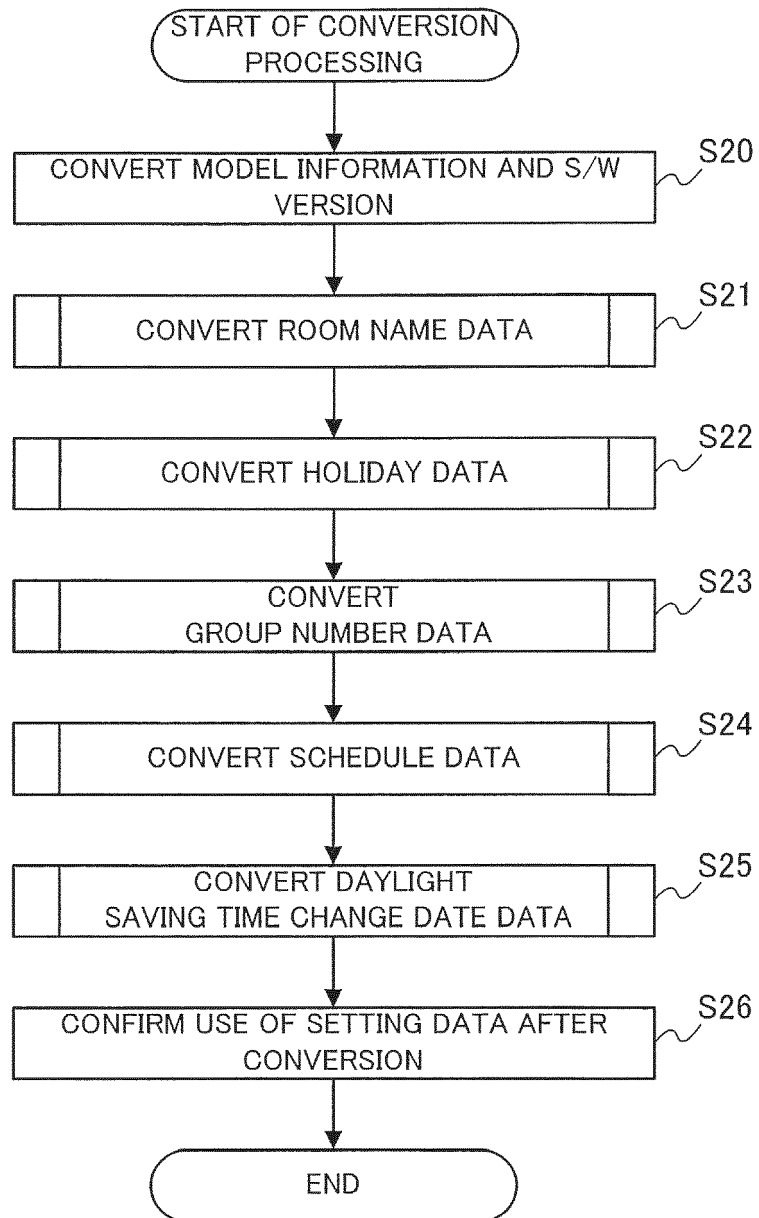 START OF CONVERSION
PROCESSING
CONVERT MODEL INFORMATION AND S/W
VERSION
S20
CONVERT ROOM NAME DATA
S21
CONVERT HOLIDAY DATA
S22
CONVERT
GROUP NUMBER DATA
S23
CONVERT SCHEDULE DATA
S24
CONVERT DAYLIGHT
SAVING TIME CHANGE DATE DATA
S25
CONFIRM USE OF SETTING DATA AFTER
CONVERSION
S26
END